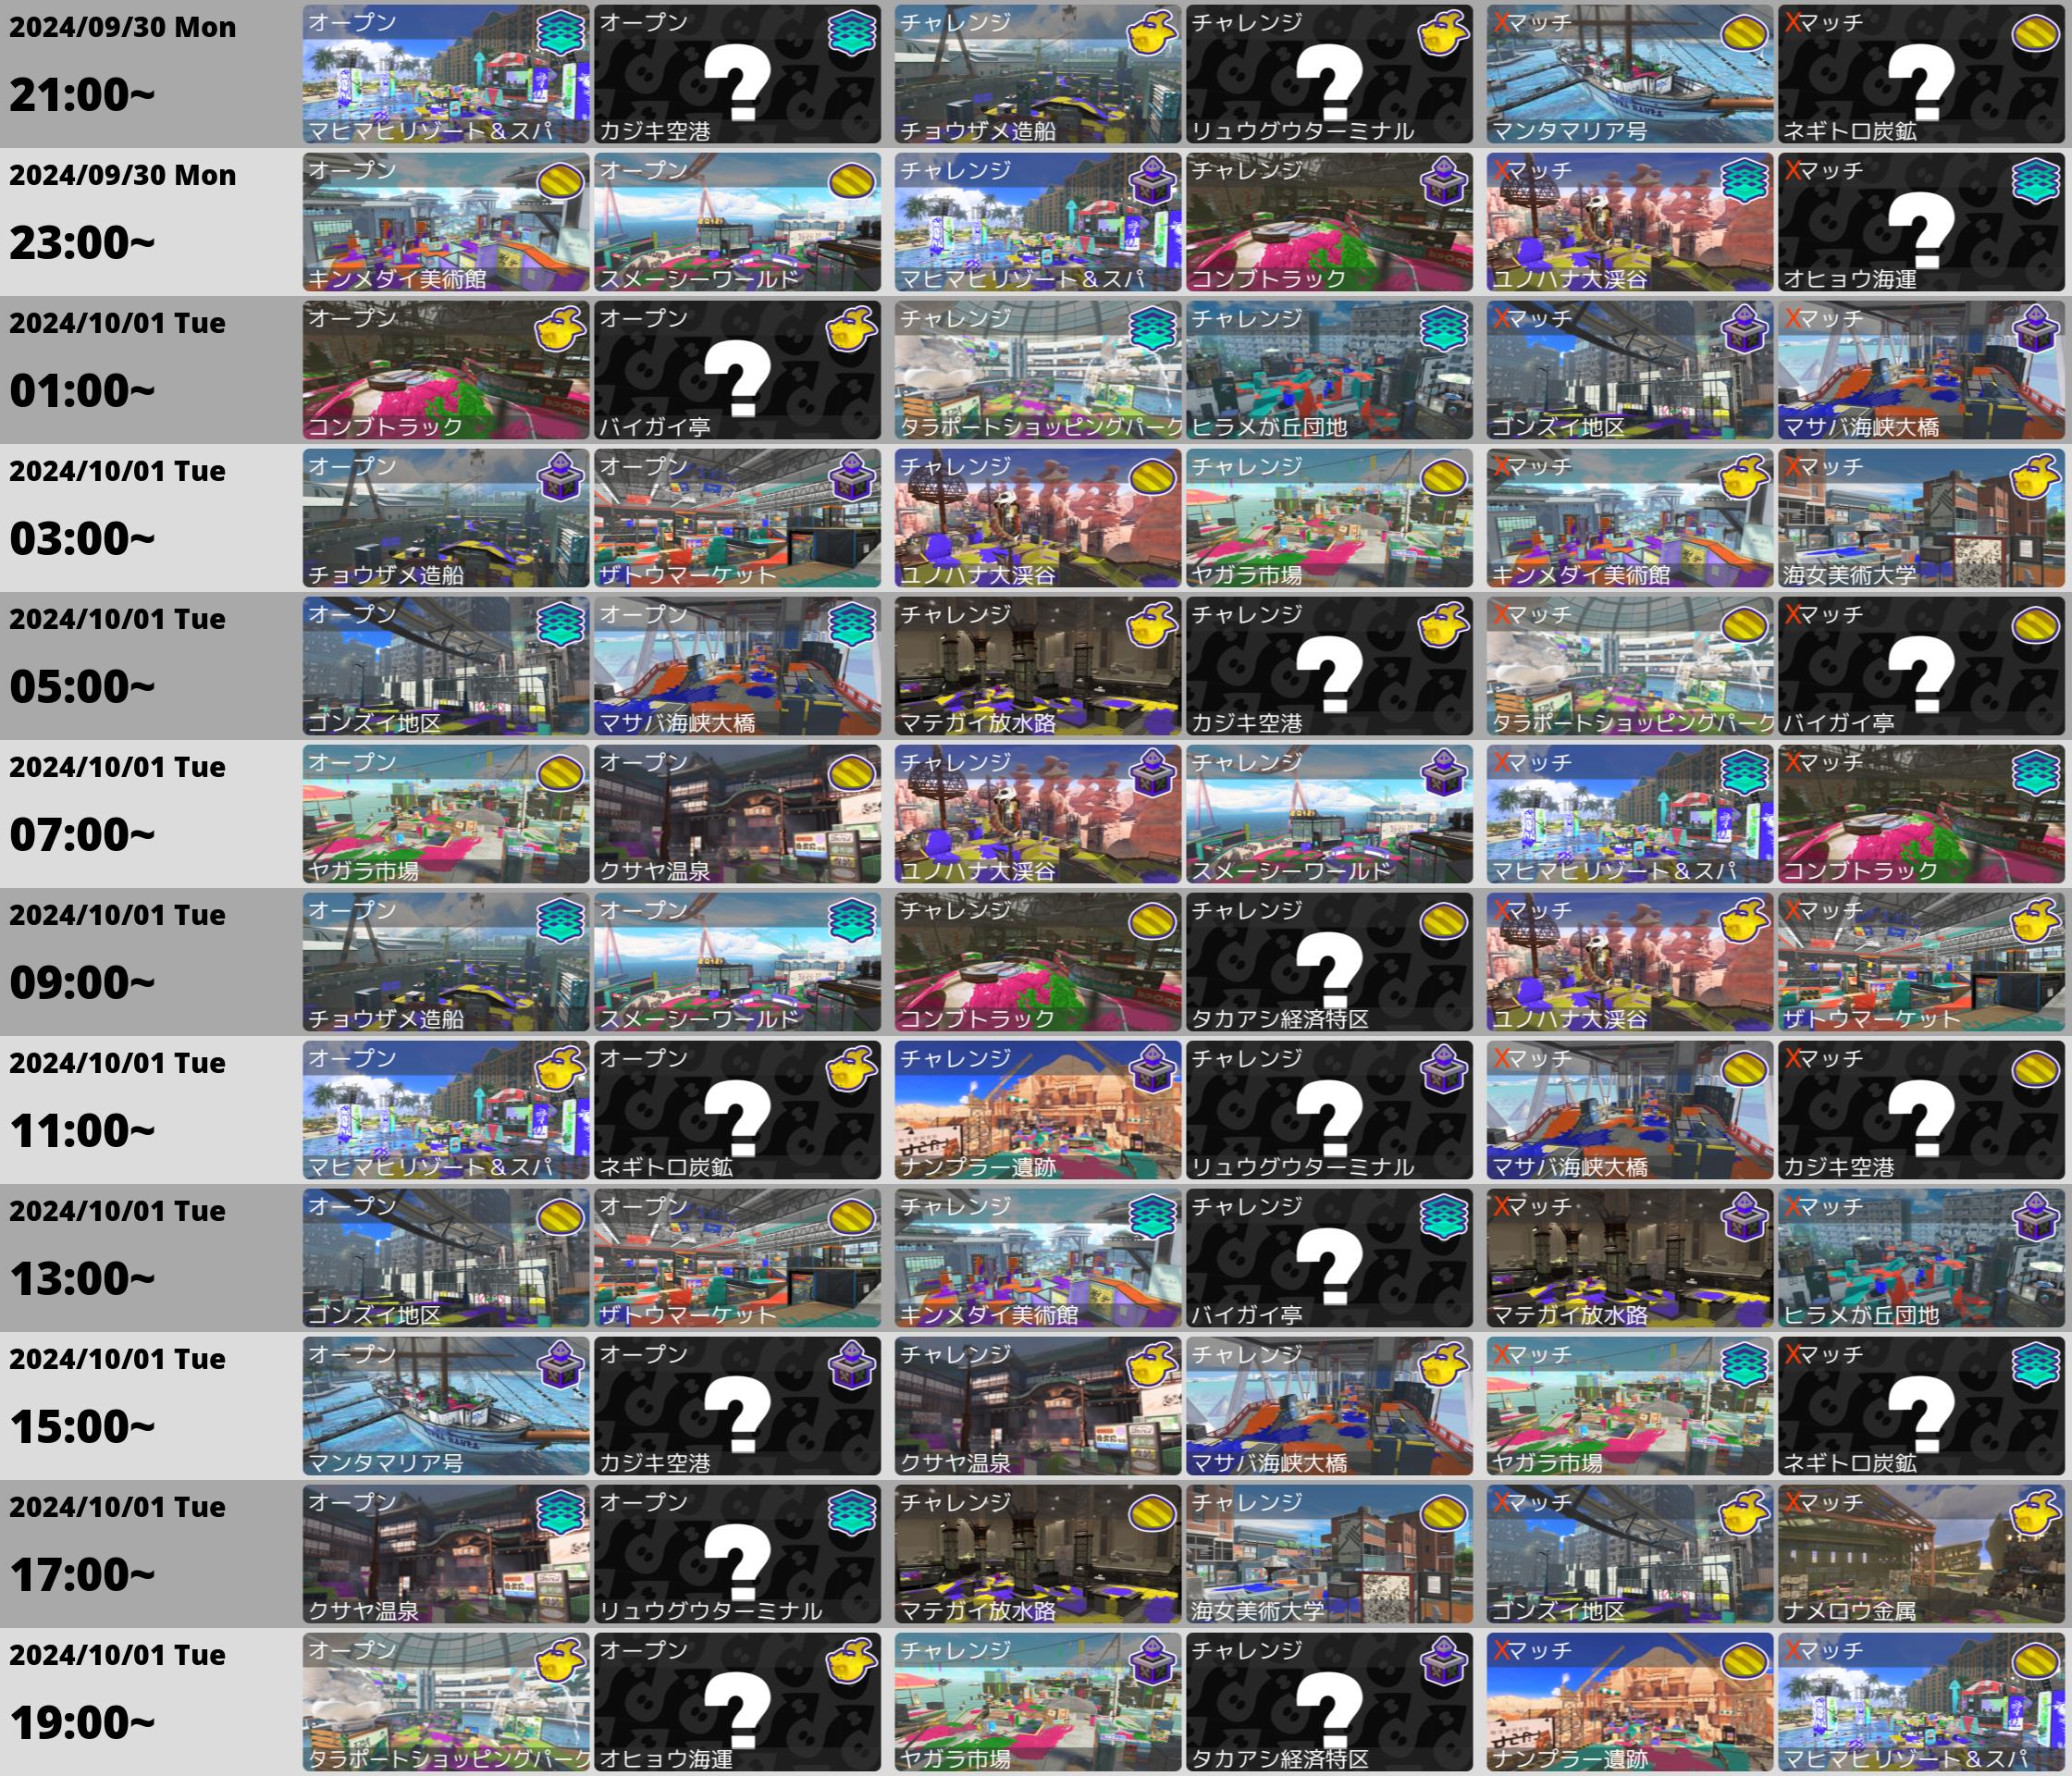 2024/09/30 Mon
21:00~
オープン オープン チャレンジ チャレンジ Xマッチ Xマッチ
マヒマヒリゾート&スパ カジキ空港 チョウザメ造船 リュウグウターミナル マンタマリア号 ネギトロ炭鉱
2024/09/30 Mon
23:00~
オープン オープン チャレンジ チャレンジ Xマッチ Xマッチ
キンメダイ美術館 スメーシーワールド マヒマヒリゾート&スパ コンブトラック ユノハナ大渓谷 オヒョウ海運
2024/10/01 Tue
01:00~
オープン オープン チャレンジ チャレンジ Xマッチ Xマッチ
コンブトラック バイガイ亭 タラポートショッピングパーク ヒラメが丘団地 ゴンズイ地区 マサバ海峡大橋
2024/10/01 Tue
03:00~
オープン オープン チャレンジ チャレンジ Xマッチ Xマッチ
チョウザメ造船 ザトウマーケット ユノハナ大渓谷 ヤガラ市場 キンメダイ美術館 海女美術大学
2024/10/01 Tue
05:00~
オープン オープン チャレンジ チャレンジ Xマッチ Xマッチ
ゴンズイ地区 マサバ海峡大橋 マテガイ放水路 カジキ空港 タラポートショッピングパーク バイガイ亭
2024/10/01 Tue
07:00~
オープン オープン チャレンジ チャレンジ Xマッチ Xマッチ
ヤガラ市場 クサヤ温泉 ユノハナ大渓谷 スメーシーワールド マヒマヒリゾート&スパ コンブトラック
2024/10/01 Tue
09:00~
オープン オープン チャレンジ チャレンジ Xマッチ Xマッチ
チョウザメ造船 スメーシーワールド コンブトラック タカアシ経済特区 ユノハナ大渓谷 ザトウマーケット
2024/10/01 Tue
11:00~
オープン オープン チャレンジ チャレンジ Xマッチ Xマッチ
マヒマヒリゾート&スパ ネギトロ炭鉱 ナンプラー遺跡 リュウグウターミナル マサバ海峡大橋 カジキ空港
2024/10/01 Tue
13:00~
オープン オープン チャレンジ チャレンジ Xマッチ Xマッチ
ゴンズイ地区 ザトウマーケット キンメダイ美術館 バイガイ亭 マテガイ放水路 ヒラメが丘団地
2024/10/01 Tue
15:00~
オープン オープン チャレンジ チャレンジ Xマッチ Xマッチ
マンタマリア号 カジキ空港 クサヤ温泉 マサバ海峡大橋 ヤガラ市場 ネギトロ炭鉱
2024/10/01 Tue
17:00~
オープン オープン チャレンジ チャレンジ Xマッチ Xマッチ
クサヤ温泉 リュウグウターミナル マテガイ放水路 海女美術大学 ゴンズイ地区 ナメロウ金属
2024/10/01 Tue
19:00~
オープン オープン チャレンジ チャレンジ Xマッチ Xマッチ
タラポートショッピングパーク オヒョウ海運 ヤガラ市場 タカアシ経済特区 ナンプラー遺跡 マヒマヒリゾート&スパ